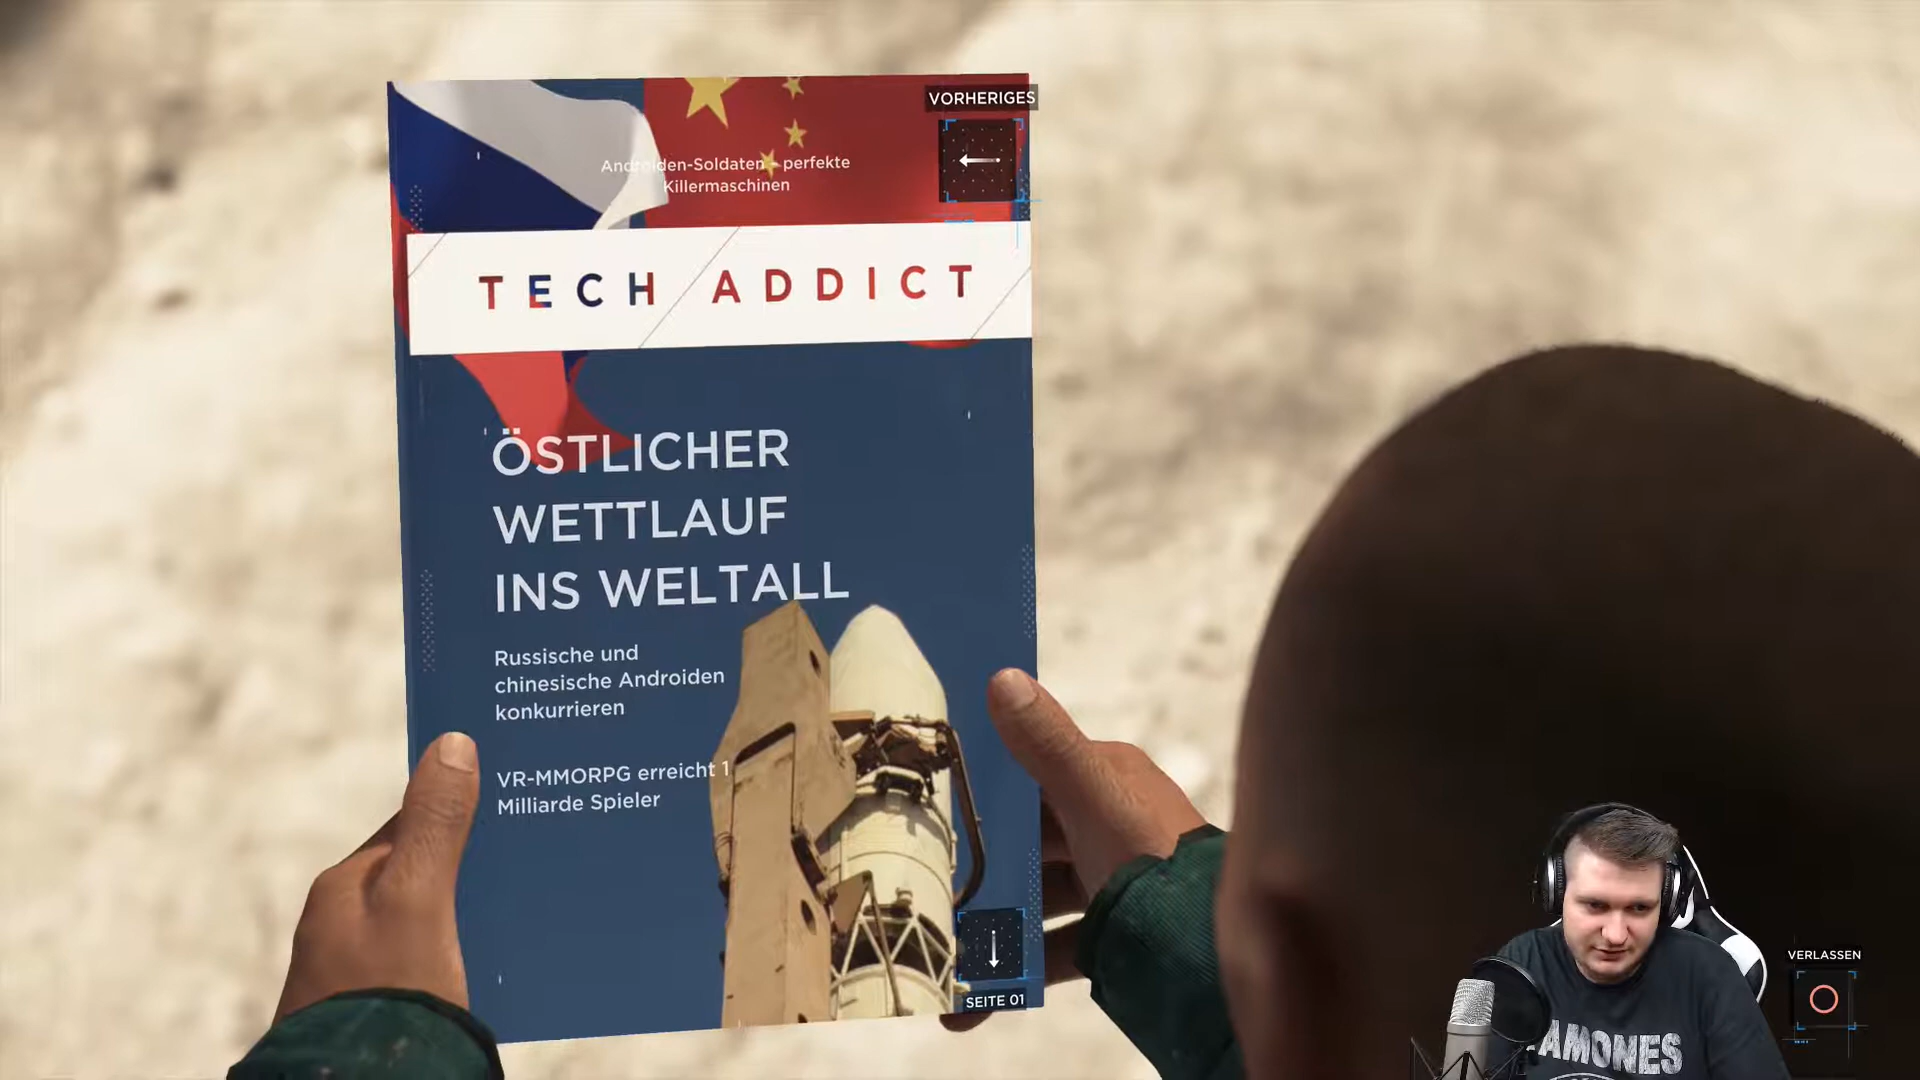 VORHERIGES
Androiden-Soldaten - perfekte
Killermaschinen
TECH ADDICT
ÖSTLICHER
WETTLAUF
INS WELTALL
Russische und
chinesische Androiden
konkurrieren
VR-MMORPG erreicht 1
Milliarde Spieler
SEITE 01
VERLASSEN
AMONES